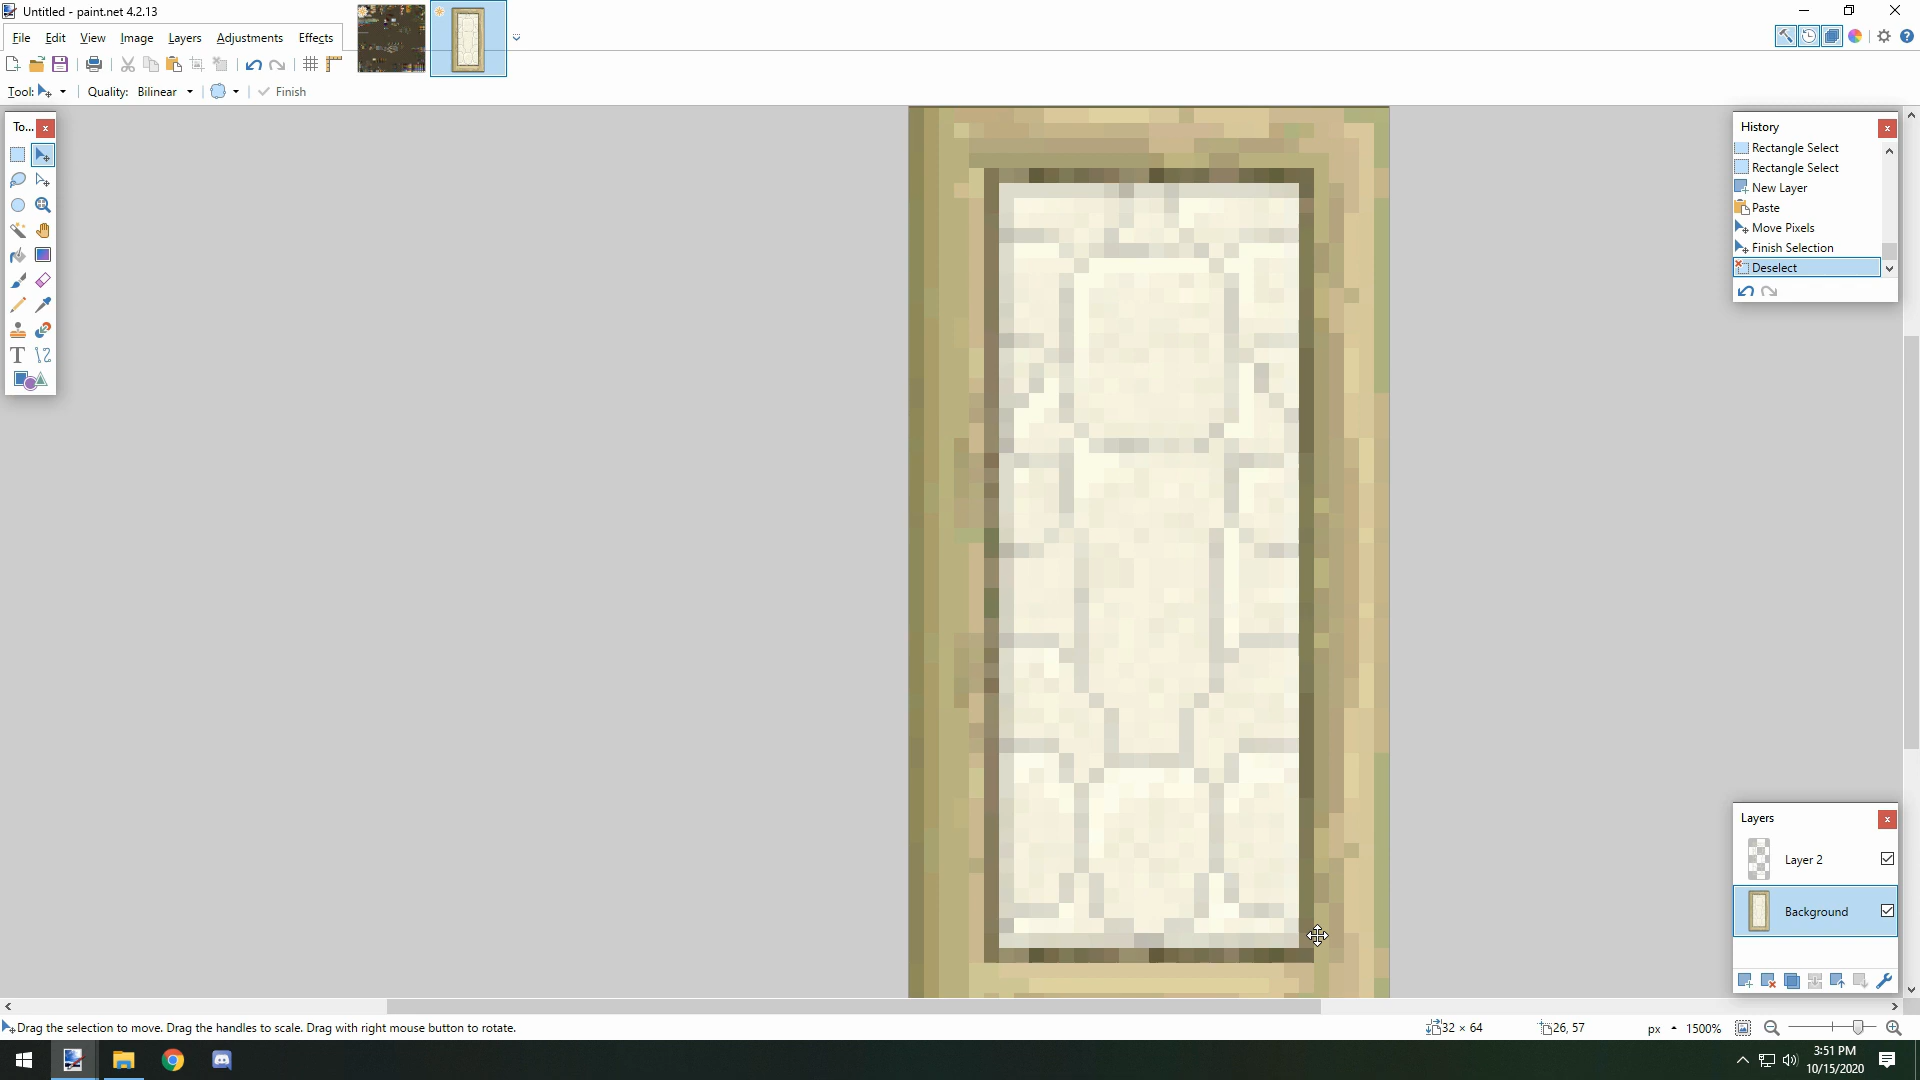 Untitled - paint.net 4.2.13
File Edit View Image Layers Adjustments Effects
Tool: Quality: Bilinear Finish
To...
History
Rectangle Select
Rectangle Select
New Layer
Paste
Move Pixels
Finish Selection
Deselect
Layers
Layer 2
Background
Drag the selection to move. Drag the handles to scale. Drag with right mouse button to rotate.
32 × 64
26, 57
px
1500%
3:51 PM
10/15/2020